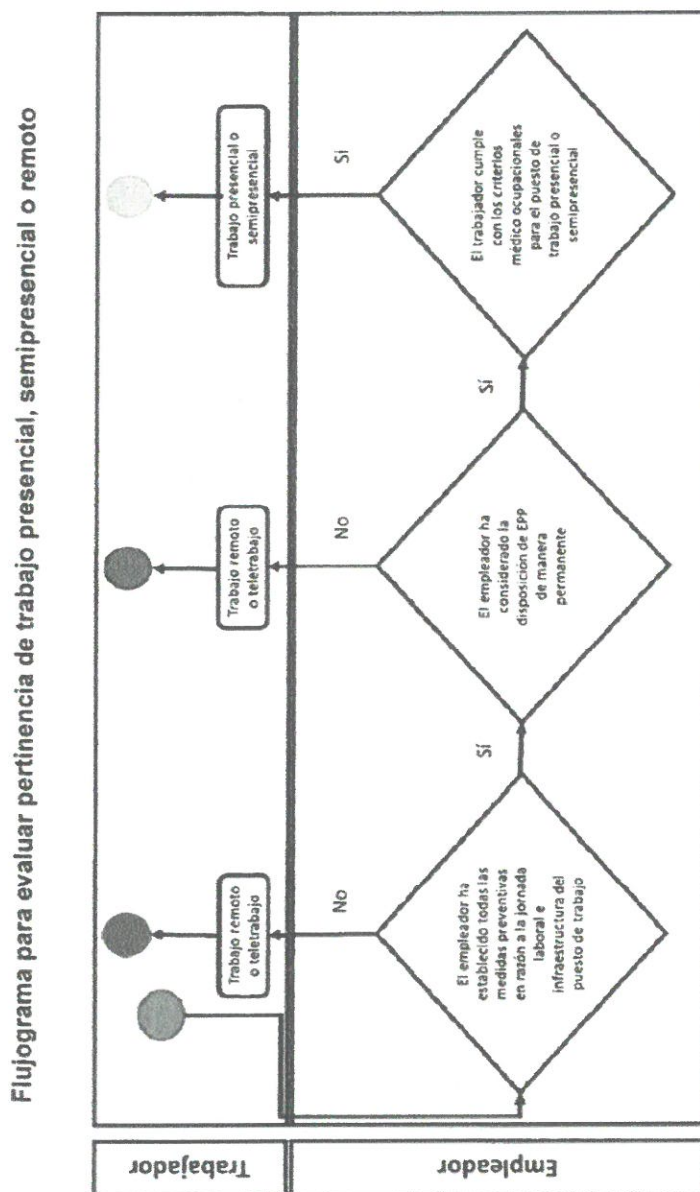 Flujograma para evaluar pertinencia de trabajo presencial, semipresencial o remoto
Trabajador
Trabajo remoto
o teletrabajo
Trabajo remoto
o teletrabajo
Trabajo presencial o
semipresencial
Empleador
No
No
Si
El empleador ha
establecido todas las
medidas preventivas
en razón a la jornada
laboral e
infraestructura del
puesto de trabajo
Sí
El empleador ha
considerado la
disposición de EPP
de manera
permanente
Sí
El trabajador cumple
con los criterios
médico ocupacionales
para el puesto de
trabajo presencial o
semipresencial